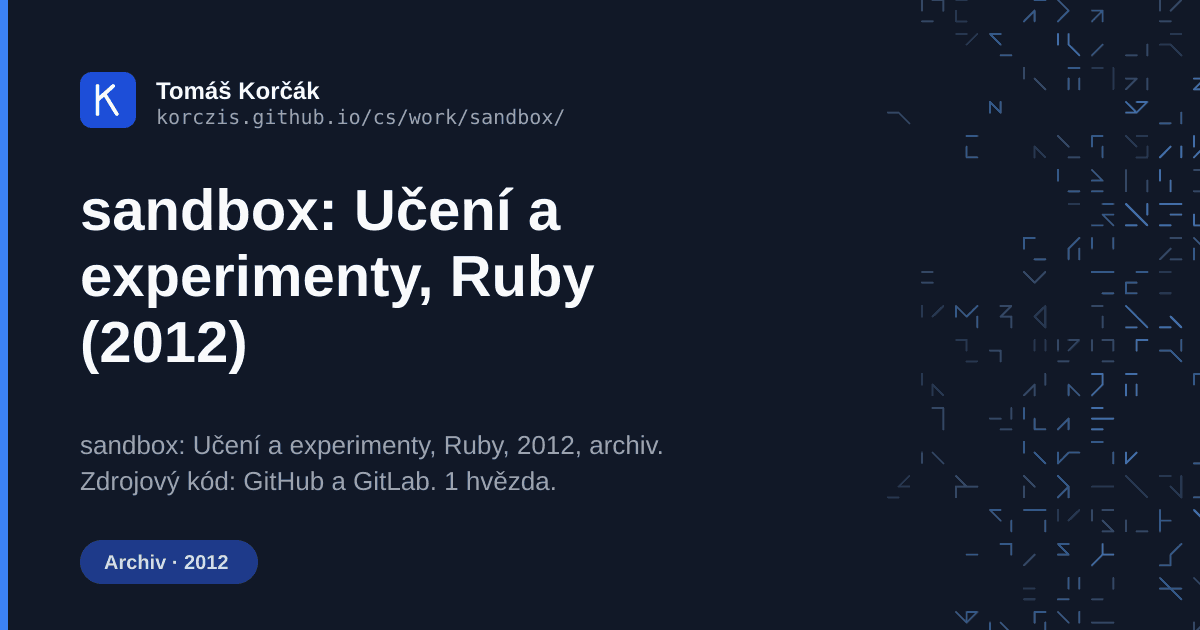 Tomáš Korčák
korczis.github.io/cs/work/sandbox/
sandbox: Učení a
experimenty, Ruby
(2012)
sandbox: Učení a experimenty, Ruby, 2012, archiv.
Zdrojový kód: GitHub a GitLab. 1 hvězda.
Archiv · 2012